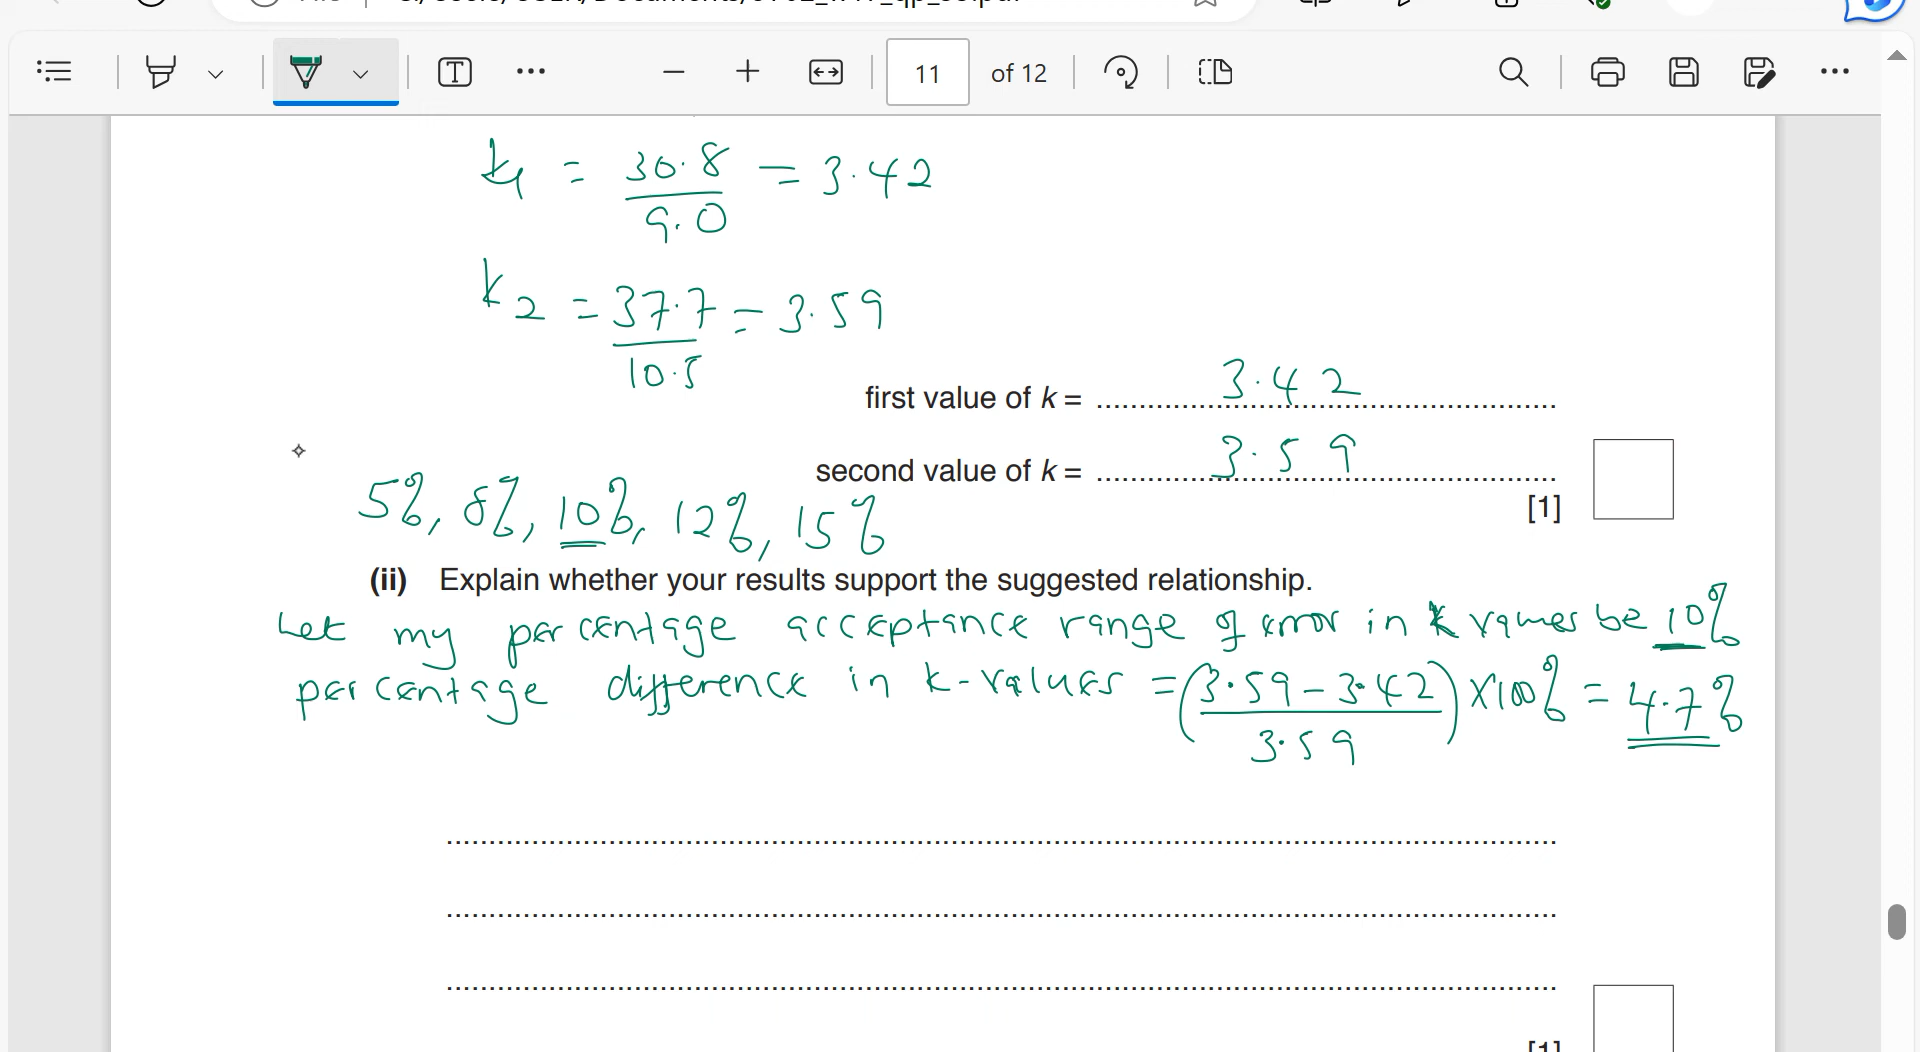 11 of 12
k1 = 30.8 / 9.0 = 3.42
k2 = 37.7 / 10.5 = 3.59
first value of k = 3.42
second value of k = 3.59
[1]
5%, 8%, 10%, 12%, 15%
(ii) Explain whether your results support the suggested relationship.
Let my percentage acceptance range of error in k values be 10%
percentage difference in k-values = (3.59 - 3.42 / 3.59) X100% = 4.7%
[1]